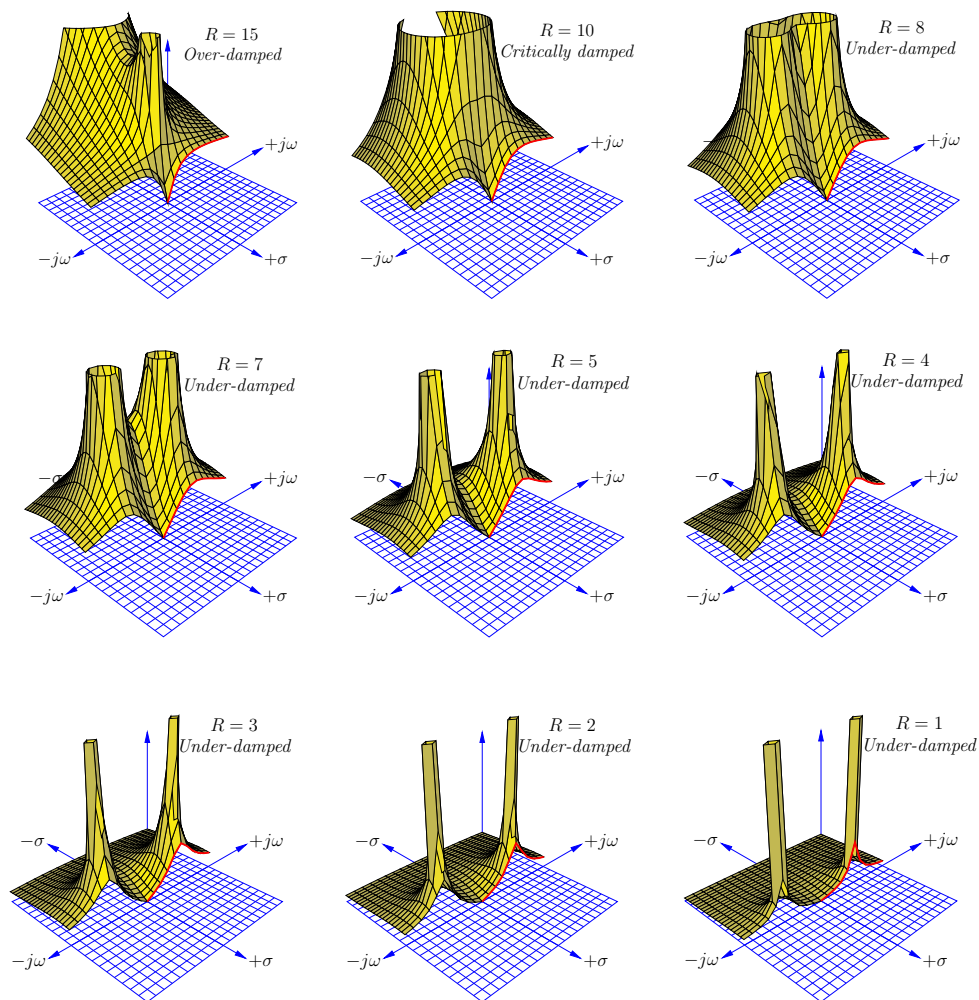 R = 15
Over-damped
+jω
−jω
+σ
R = 10
Critically damped
+jω
−jω
+σ
R = 8
Under-damped
+jω
−jω
+σ
R = 7
Under-damped
−σ
+jω
−jω
+σ
R = 5
Under-damped
−σ
+jω
−jω
+σ
R = 4
Under-damped
−σ
+jω
−jω
+σ
R = 3
Under-damped
−σ
+jω
−jω
+σ
R = 2
Under-damped
−σ
+jω
−jω
+σ
R = 1
Under-damped
−σ
+jω
−jω
+σ